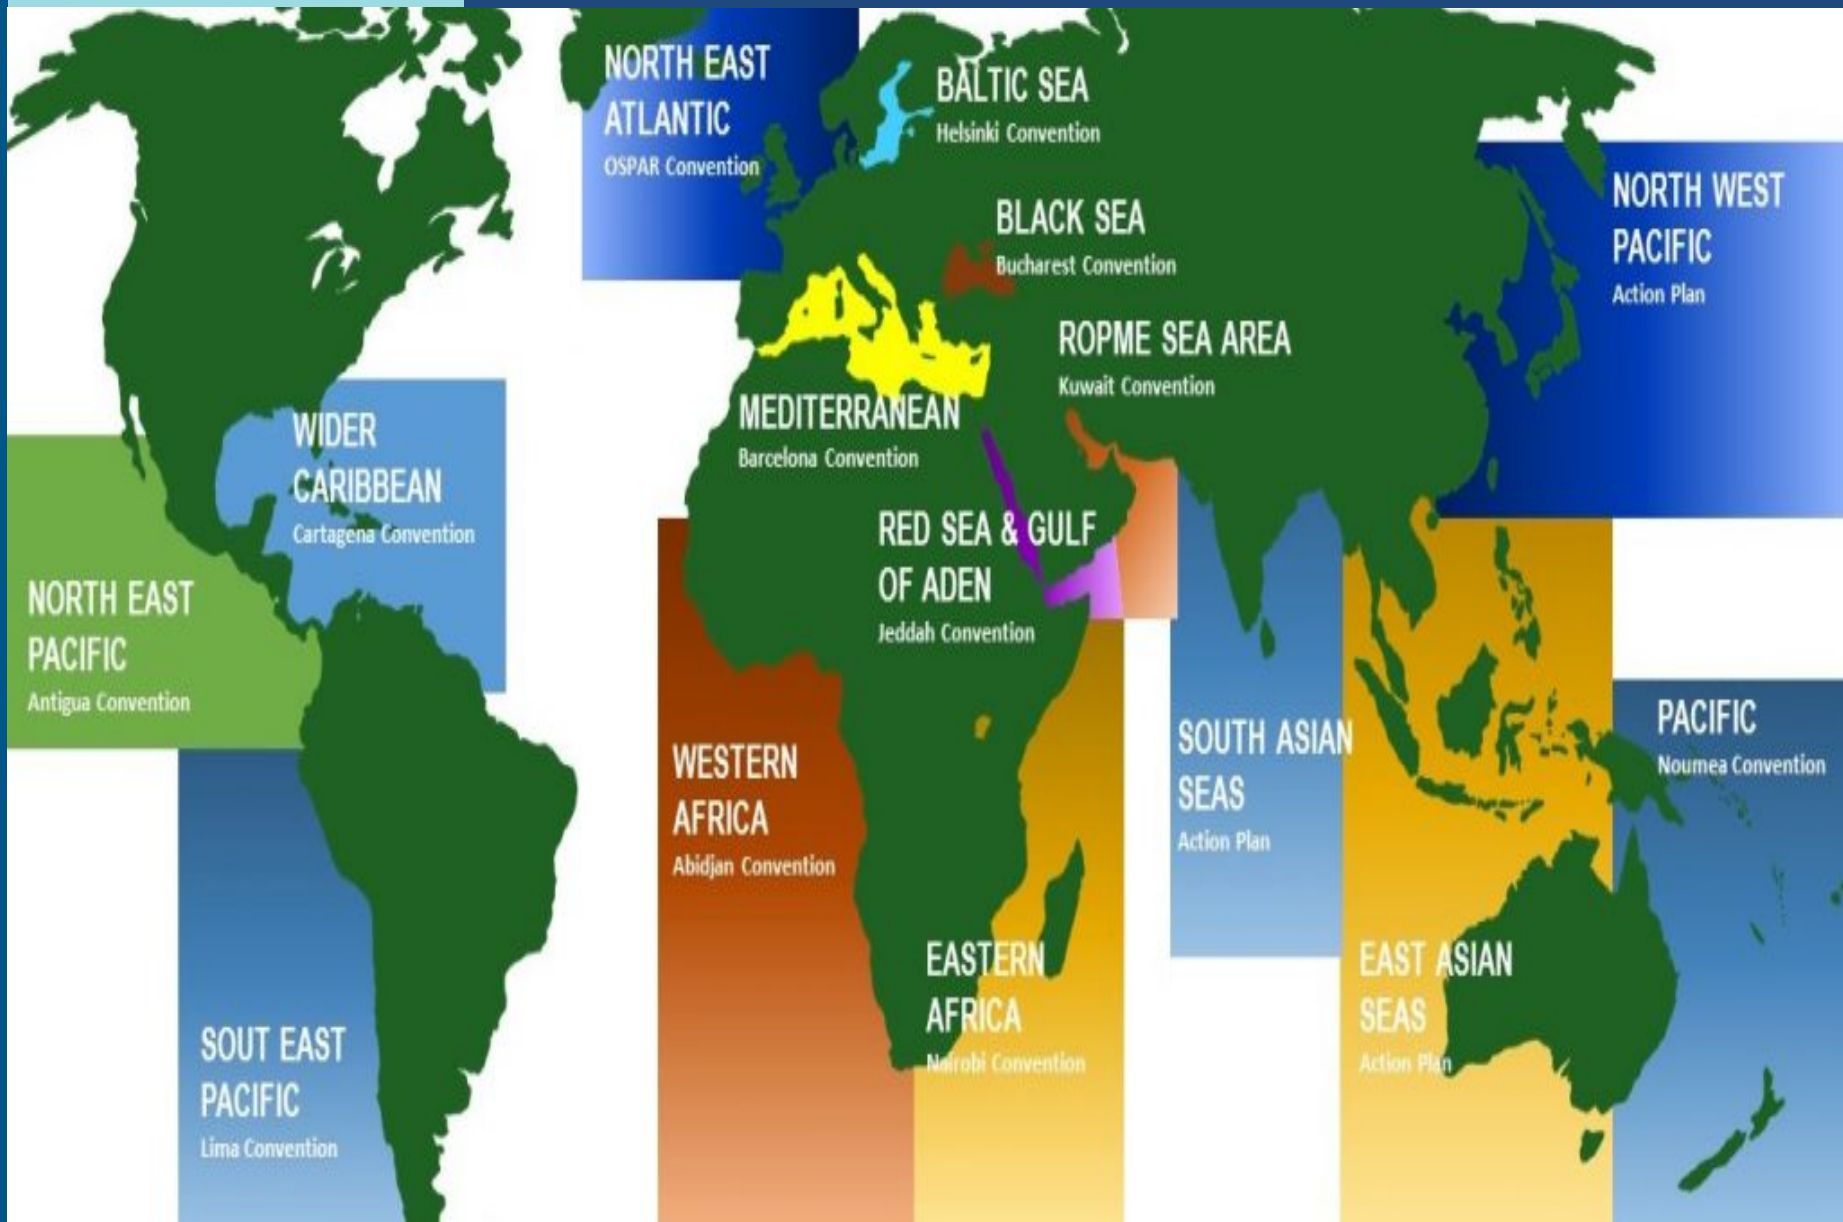 NORTH EAST
ATLANTIC
OSPAR Convention
BALTIC SEA
Helsinki Convention
NORTH WEST
PACIFIC
Action Plan
BLACK SEA
Bucharest Convention
ROPME SEA AREA
Kuwait Convention
MEDITERRANEAN
Barcelona Convention
WIDER
CARIBBEAN
Cartagena Convention
RED SEA & GULF
OF ADEN
Jeddah Convention
NORTH EAST
PACIFIC
Antigua Convention
WESTERN
AFRICA
Abidjan Convention
SOUTH ASIAN
SEAS
Action Plan
PACIFIC
Noumea Convention
EASTERN
AFRICA
Nairobi Convention
EAST ASIAN
SEAS
Action Plan
SOUT EAST
PACIFIC
Lima Convention